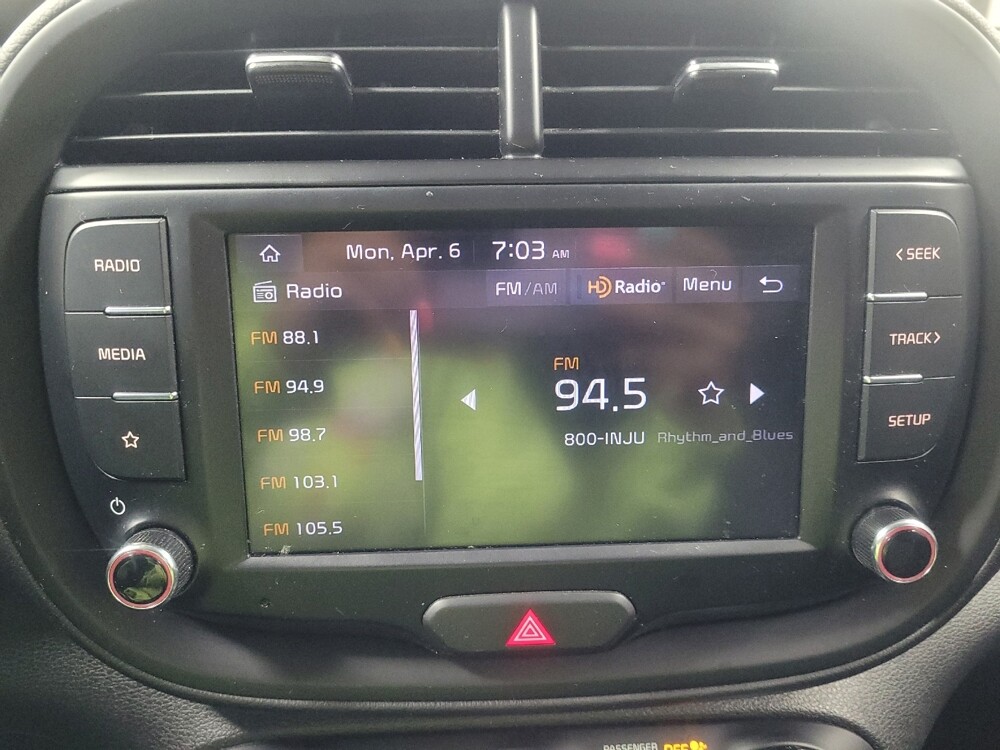 Mon, Apr. 6 7:03 AM
Radio FM/AM HD Radio Menu
FM 88.1
FM 94.9
FM 98.7
FM 103.1
FM 105.5
FM
94.5
800-INJU Rhythm_and_Blues
RADIO
MEDIA
< SEEK
TRACK >
SETUP
PASSENGER OFF